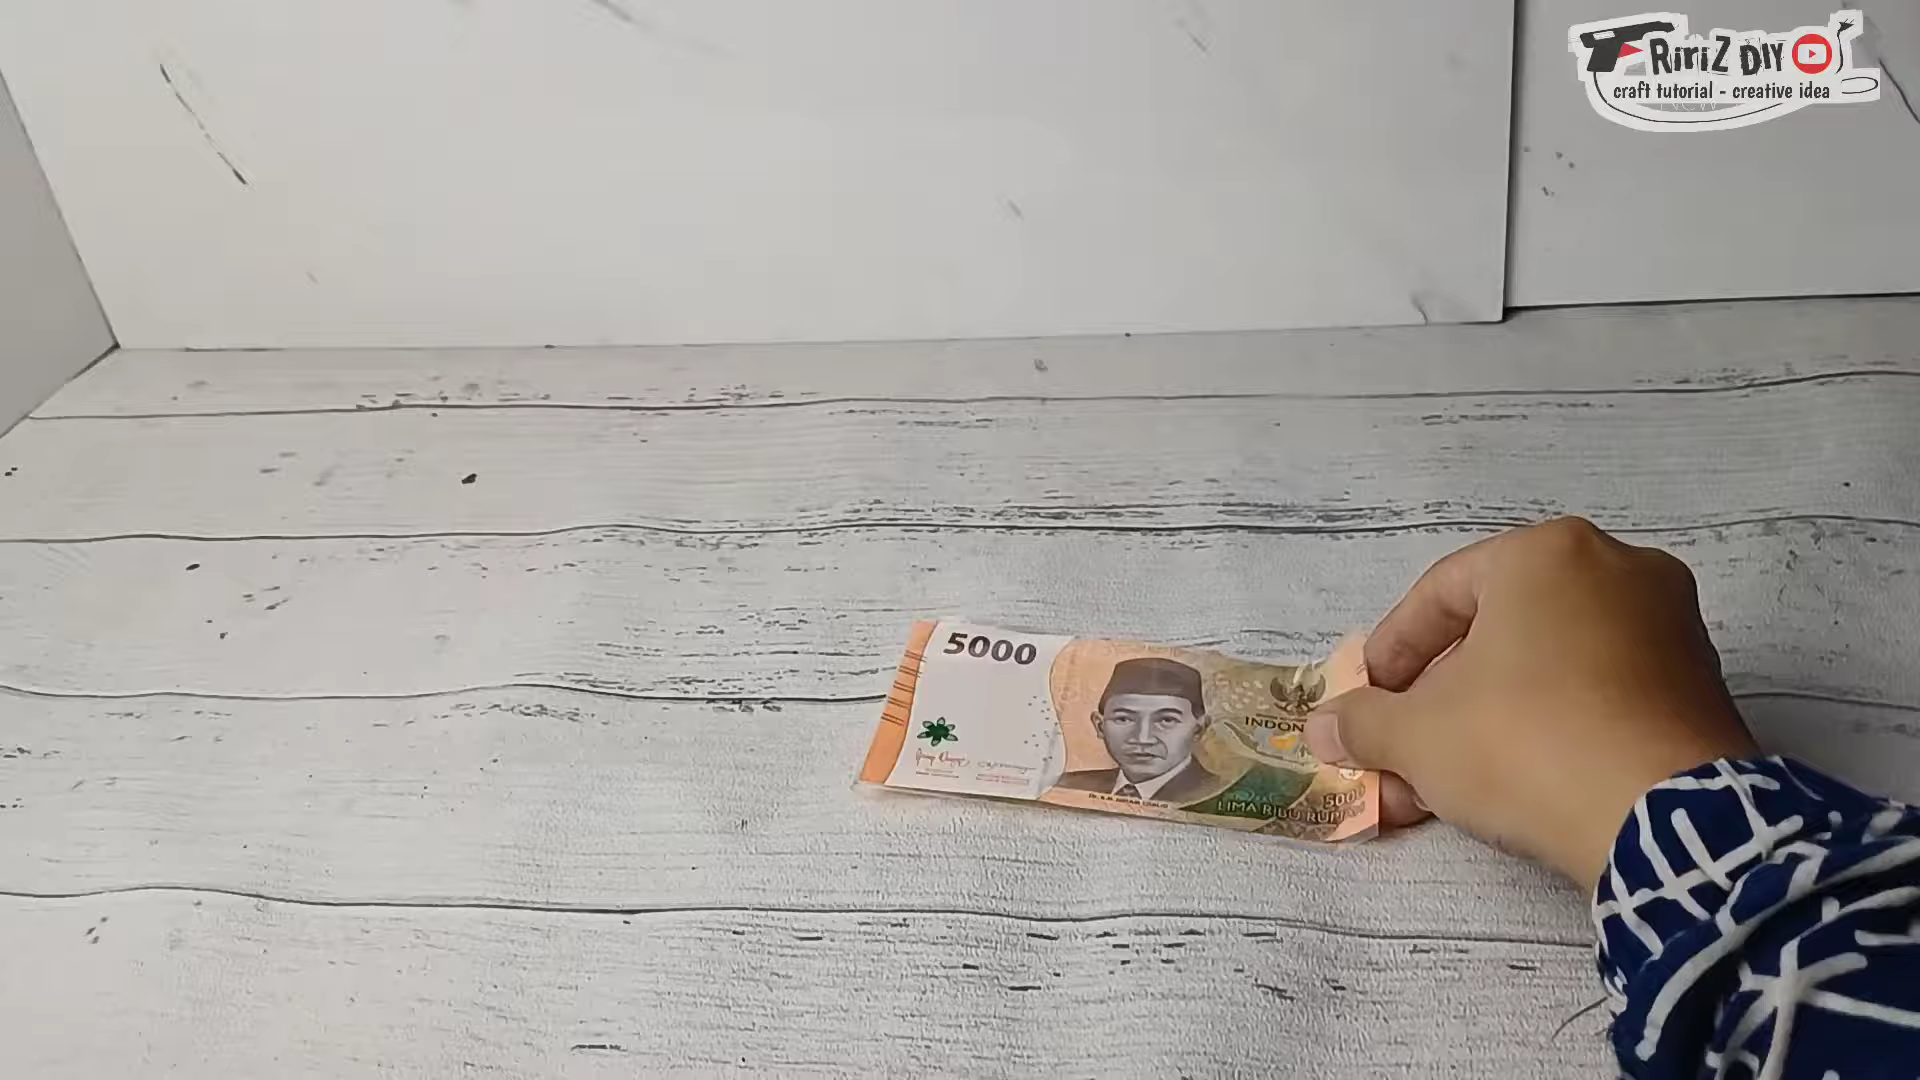 RiriZ DIY
craft tutorial - creative idea
5000
INDON
5000
LIMA RIBU RUPIAH